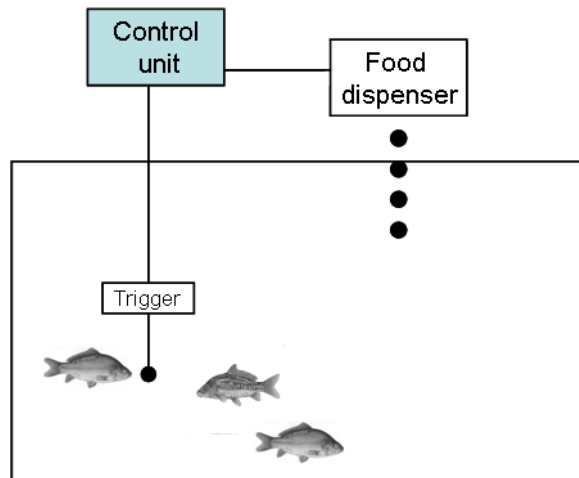 Control
unit
Food
dispenser
Trigger